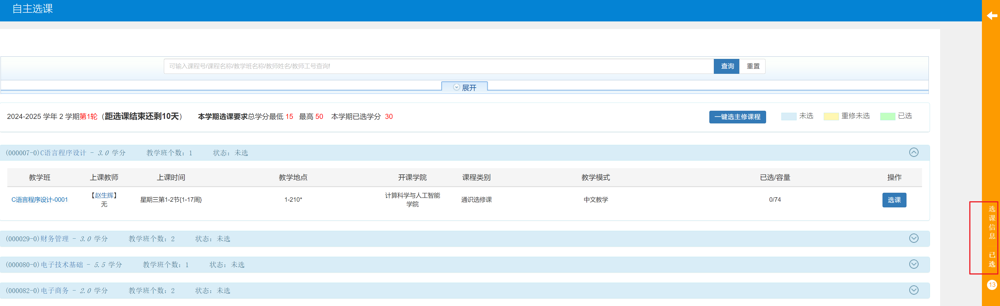 自主选课
可输入课程号/课程名称/教学班名称/教师姓名/教师工号查询! 查询 重置
展开
2024-2025 学年 2 学期第1轮（距选课结束还剩10天） 本学期选课要求总学分最低 15 最高 50 本学期已选学分 30 一键选主修课程 未选 重修未选 已选
(000007-0)C语言程序设计 - 3.0 学分 教学班个数：1 状态：未选
教学班 上课教师 上课时间 教学地点 开课学院 课程类别 教学模式 已选/容量 操作
C语言程序设计-0001 【赵生辉】 无 星期三第1-2节{1-17周} 1-210* 计算科学与人工智能学院 通识选修课 中文教学 0/74 选课
(000029-0)财务管理 - 3.0 学分 教学班个数：2 状态：未选
(000080-0)电子技术基础 - 5.5 学分 教学班个数：1 状态：未选
(000082-0)电子商务 - 2.0 学分 教学班个数：2 状态：未选
选课信息
已选
13